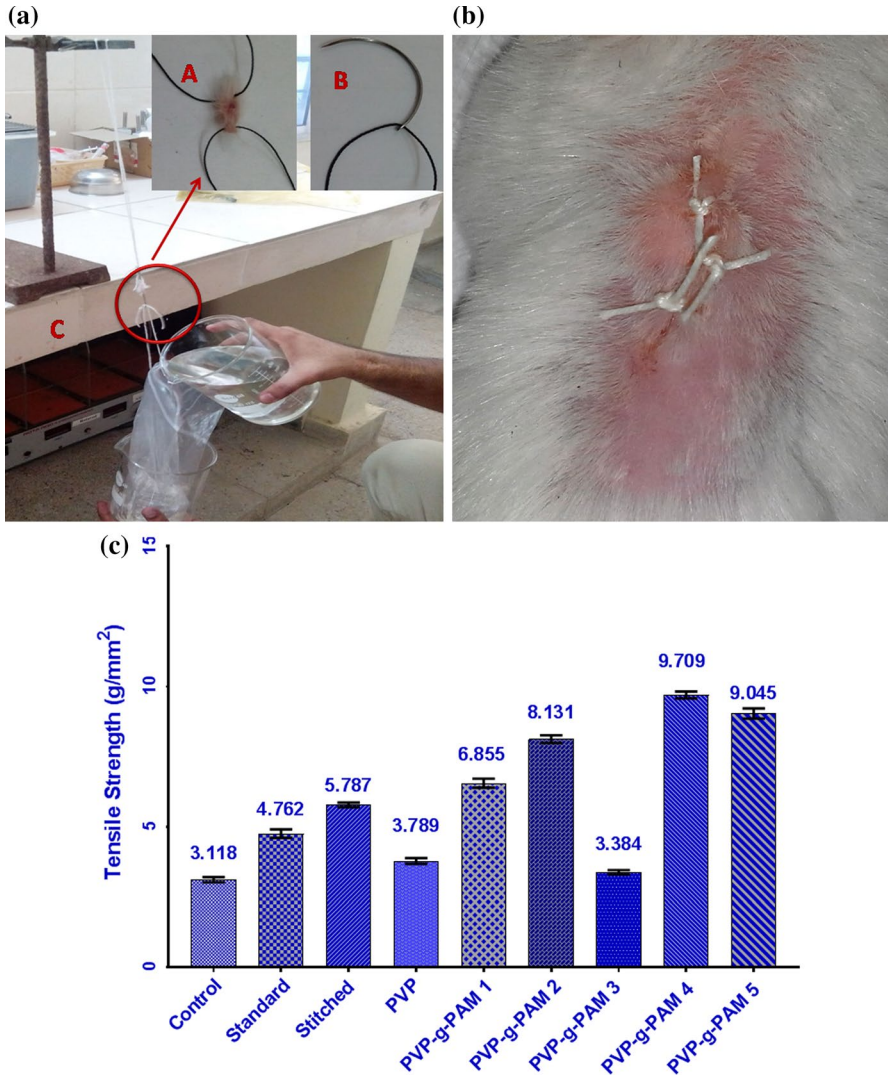 (a)
(b)
A
B
C
(c)
Tensile Strength (g/mm²)
15
10
5
0
3.118
4.762
5.787
3.789
6.855
8.131
3.384
9.709
9.045
Control
Standard
Stitched
PVP
PVP-g-PAM 1
PVP-g-PAM 2
PVP-g-PAM 3
PVP-g-PAM 4
PVP-g-PAM 5